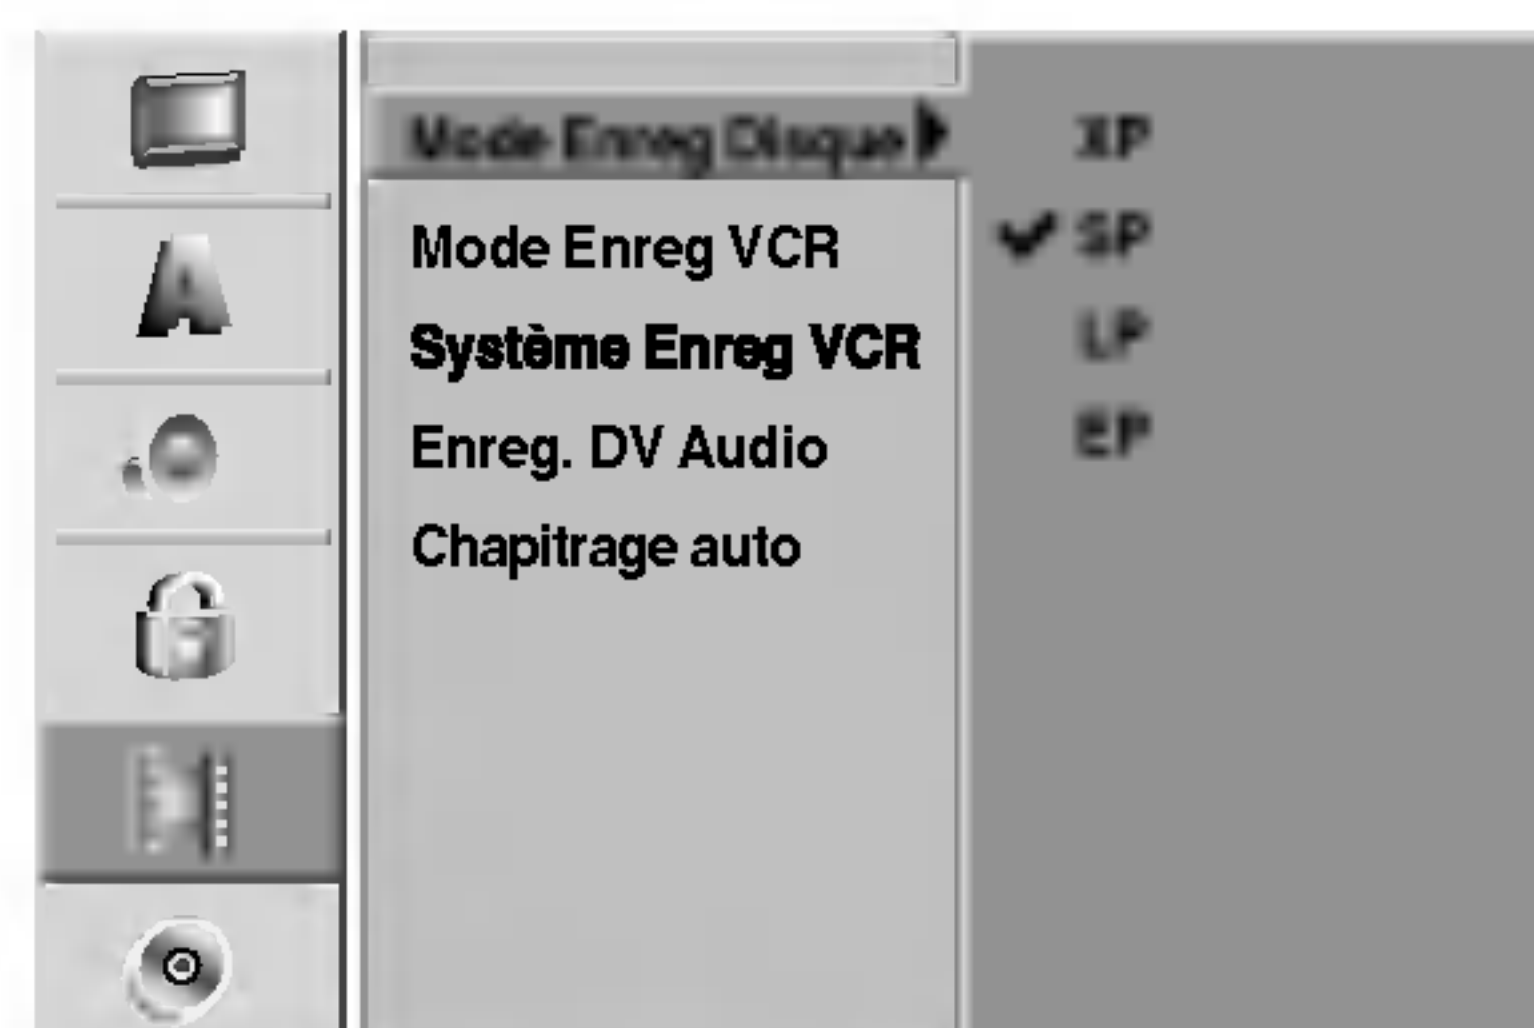 Mode Enreg Disque
Mode Enreg VCR
Système Enreg VCR
Enreg. DV Audio
Chapitrage auto
XP
SP
LP
EP